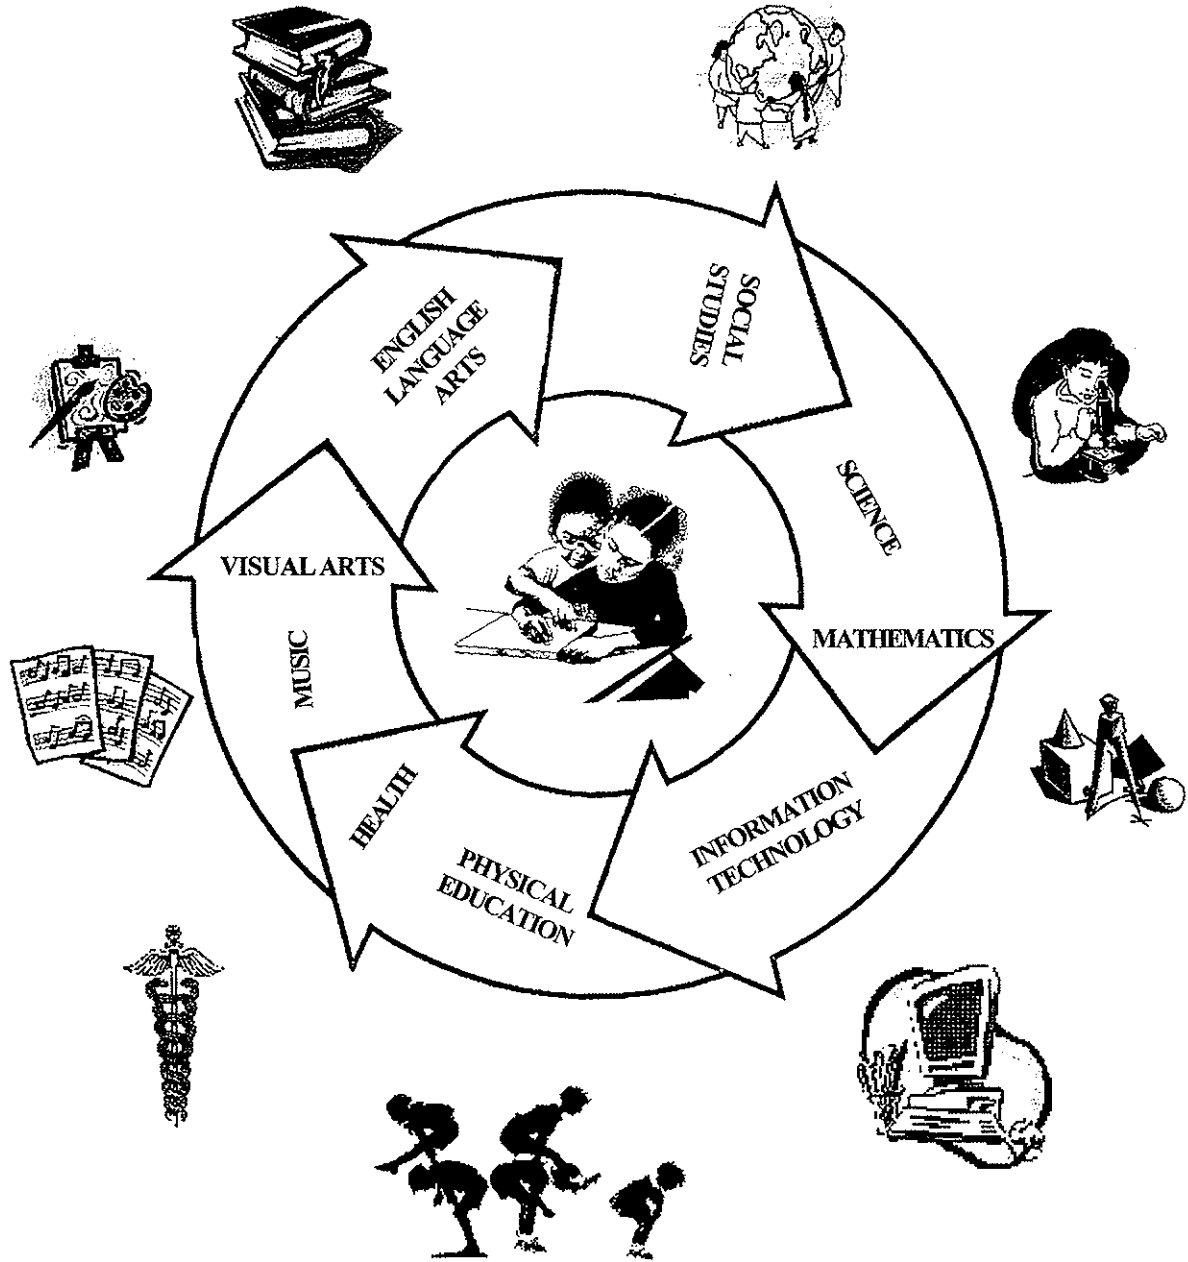 ENGLISH
LANGUAGE
ARTS
SOCIAL
STUDIES
SCIENCE
MATHEMATICS
INFORMATION
TECHNOLOGY
PHYSICAL
EDUCATION
HEALTH
MUSIC
VISUAL ARTS